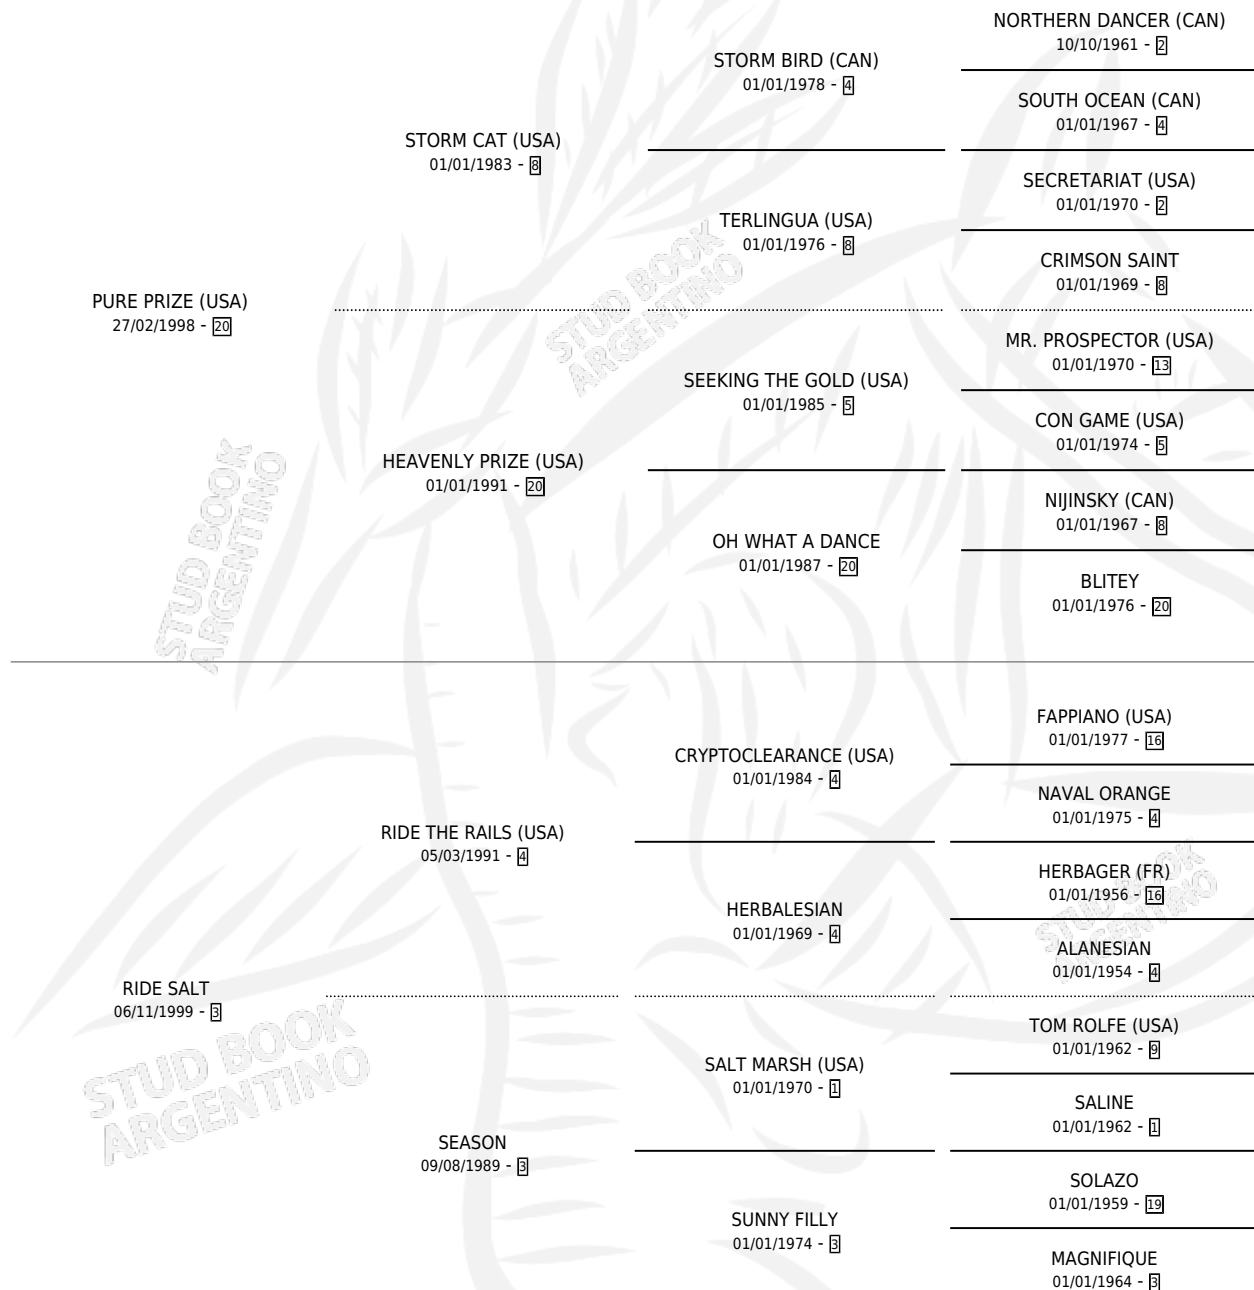 NORTHERN DANCER (CAN)
10/10/1961 - 2
STORM BIRD (CAN)
01/01/1978 - 4
SOUTH OCEAN (CAN)
01/01/1967 - 4
STORM CAT (USA)
01/01/1983 - 8
SECRETARIAT (USA)
01/01/1970 - 2
TERLINGUA (USA)
01/01/1976 - 8
CRIMSON SAINT
01/01/1969 - 8
PURE PRIZE (USA)
27/02/1998 - 20
MR. PROSPECTOR (USA)
01/01/1970 - 13
SEEKING THE GOLD (USA)
01/01/1985 - 5
CON GAME (USA)
01/01/1974 - 5
HEAVENLY PRIZE (USA)
01/01/1991 - 20
NIJINSKY (CAN)
01/01/1967 - 8
OH WHAT A DANCE
01/01/1987 - 20
BLITEY
01/01/1976 - 20
FAPPIANO (USA)
01/01/1977 - 16
CRYPTOCLEARANCE (USA)
01/01/1984 - 4
NAVAL ORANGE
01/01/1975 - 4
RIDE THE RAILS (USA)
05/03/1991 - 4
HERBAGER (FR)
01/01/1956 - 16
HERBALESIAN
01/01/1969 - 4
ALANESIAN
01/01/1954 - 4
RIDE SALT
06/11/1999 - 3
TOM ROLFE (USA)
01/01/1962 - 9
SALT MARSH (USA)
01/01/1970 - 1
SALINE
01/01/1962 - 1
SEASON
09/08/1989 - 3
SOLAZO
01/01/1959 - 19
SUNNY FILLY
01/01/1974 - 3
MAGNIFIQUE
01/01/1964 - 3
STUD BOOK
ARGENTINO
STUD BOOK
ARGENTINO
STUD BOOK
ARGENTINO
STUD BOOK
ARGENTINO